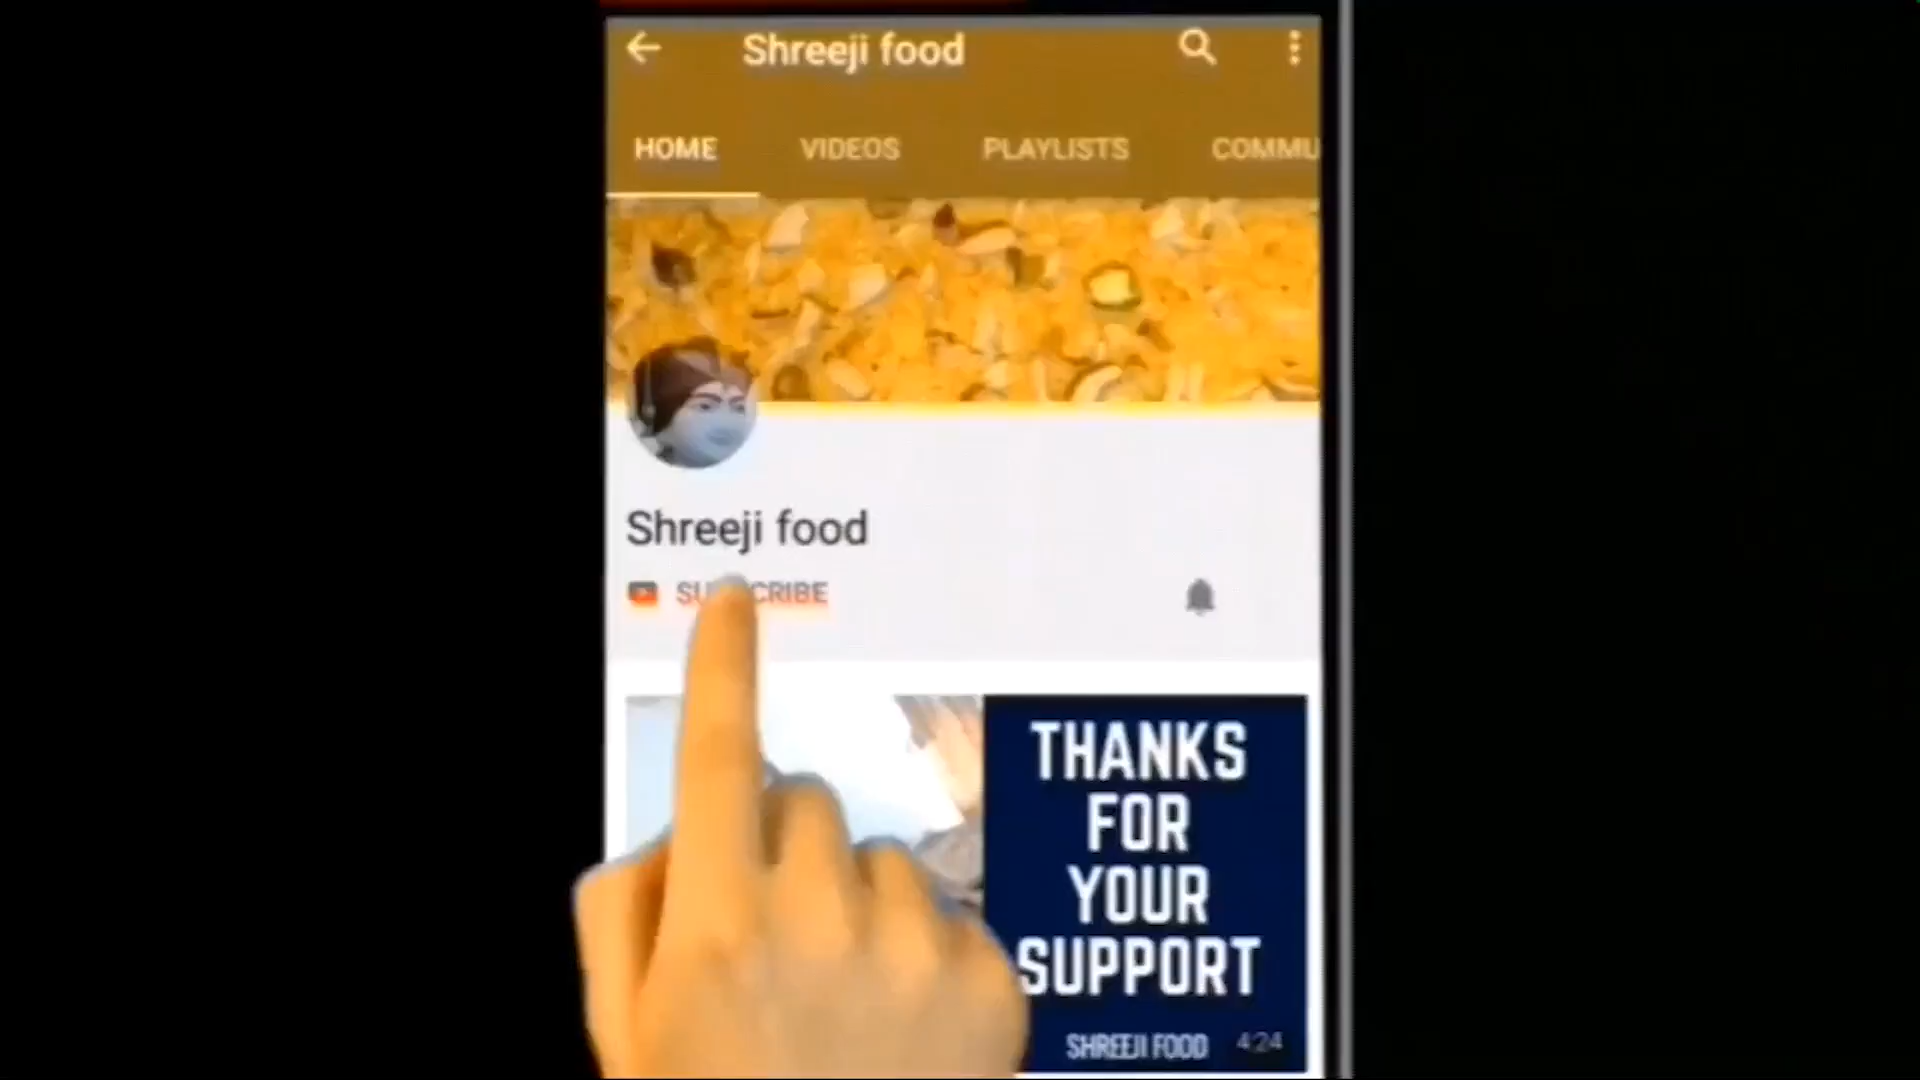 Shreeji food
HOME VIDEOS PLAYLISTS COMMU
Shreeji food
THANKS
FOR
YOUR
SUPPORT
SHREEJI FOOD 4:24